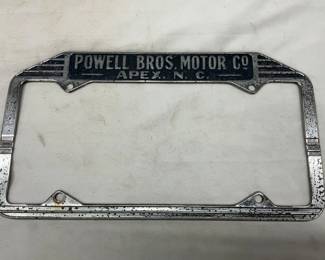 POWELL BROS. MOTOR CO
APEX, N. C.